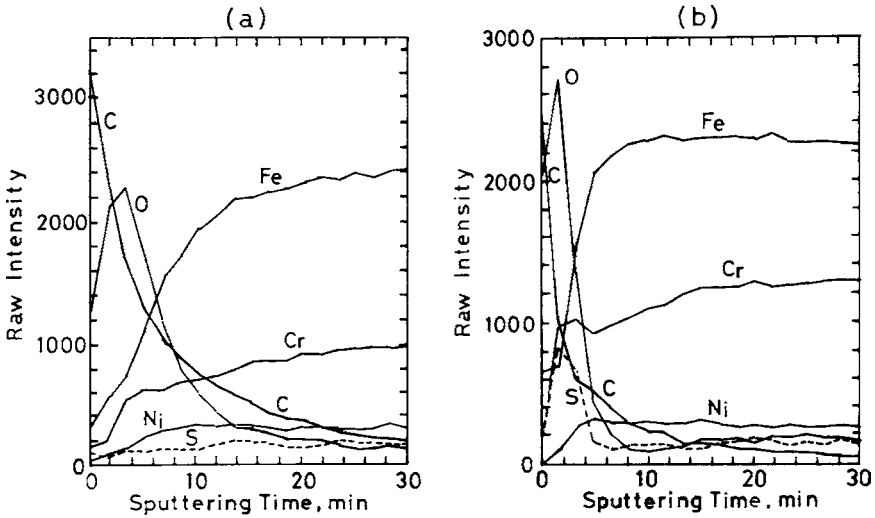 (a)
3000
2000
1000
0
Raw Intensity
C
O
Fe
Cr
C
Ni
S
0
10
20
30
Sputtering Time, min
(b)
3000
2000
1000
0
Raw Intensity
O
C
Fe
Cr
S
C
Ni
0
10
20
30
Sputtering Time, min